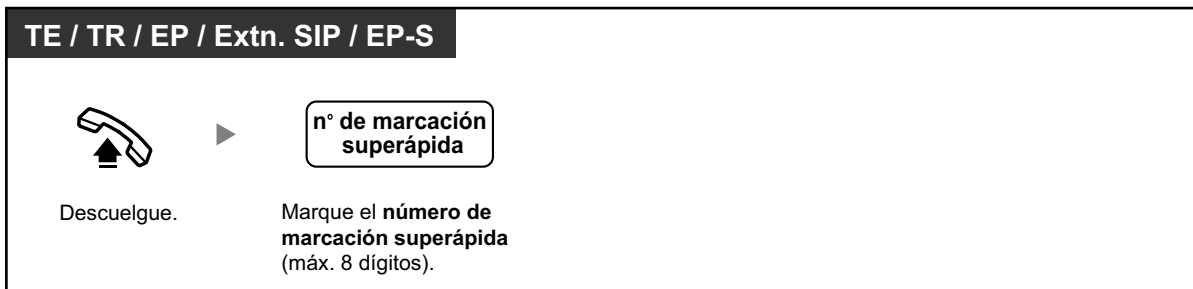 TE / TR / EP / Extn. SIP / EP-S
n° de marcación
superápida
Descuelgue.
Marque el número de
marcación superápida
(máx. 8 dígitos).